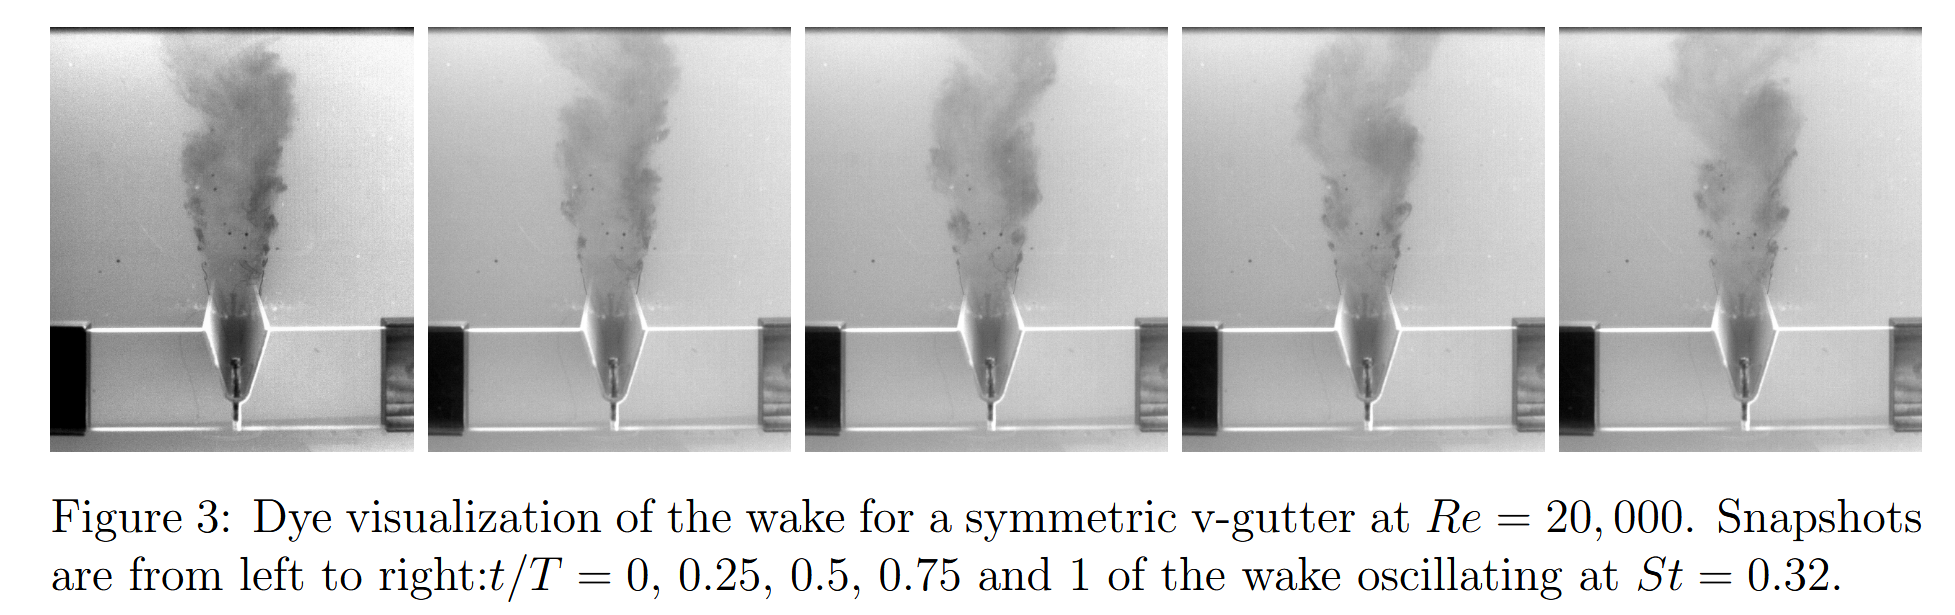 Figure 3: Dye visualization of the wake for a symmetric v-gutter at Re = 20,000. Snapshots
are from left to right:t/T = 0, 0.25, 0.5, 0.75 and 1 of the wake oscillating at St = 0.32.